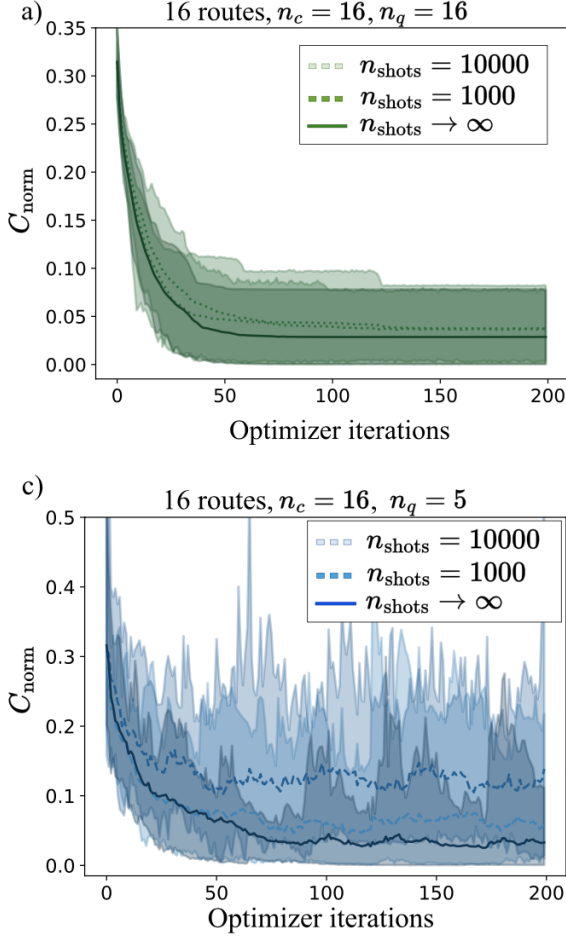 a)
16 routes, n_c = 16, n_q = 16
0.35
0.30
0.25
0.20
0.15
0.10
0.05
0.00
C_norm
n_shots = 10000
n_shots = 1000
n_shots → ∞
0 50 100 150 200
Optimizer iterations
c)
16 routes, n_c = 16, n_q = 5
0.5
0.4
0.3
0.2
0.1
0.0
C_norm
n_shots = 10000
n_shots = 1000
n_shots → ∞
0 50 100 150 200
Optimizer iterations